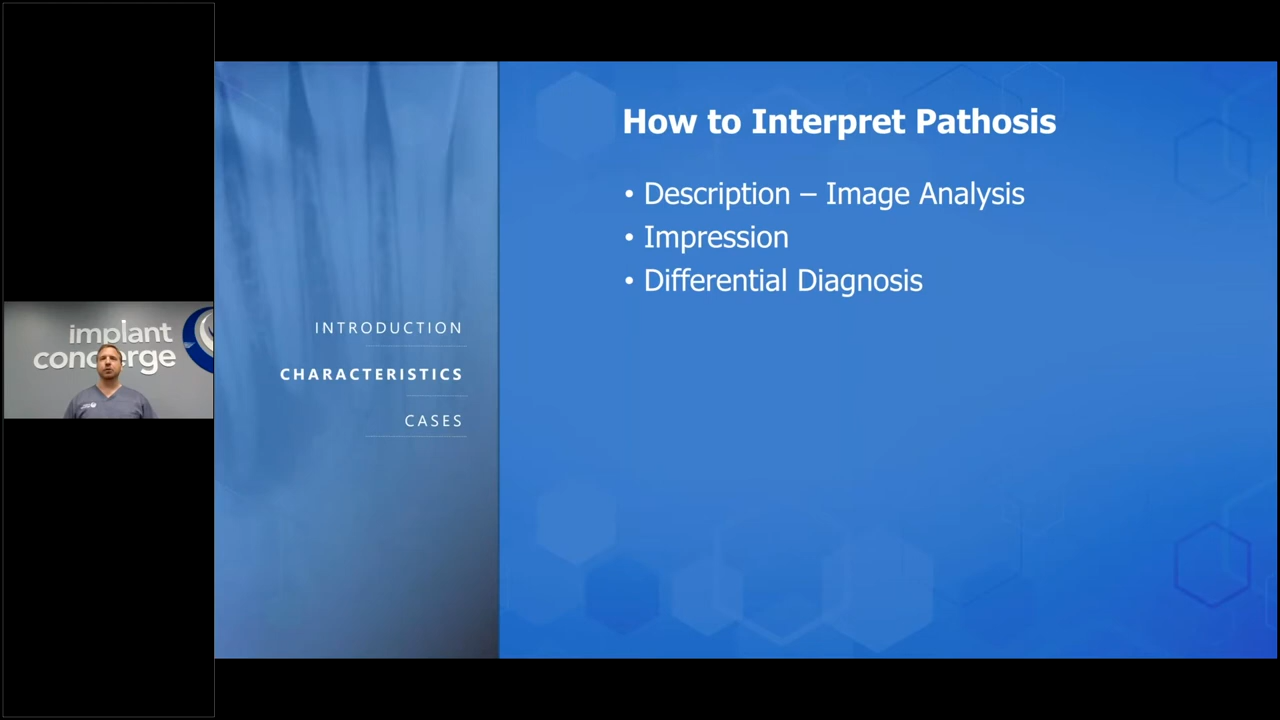 implant
concierge
INTRODUCTION
CHARACTERISTICS
CASES
How to Interpret Pathosis
• Description – Image Analysis
• Impression
• Differential Diagnosis